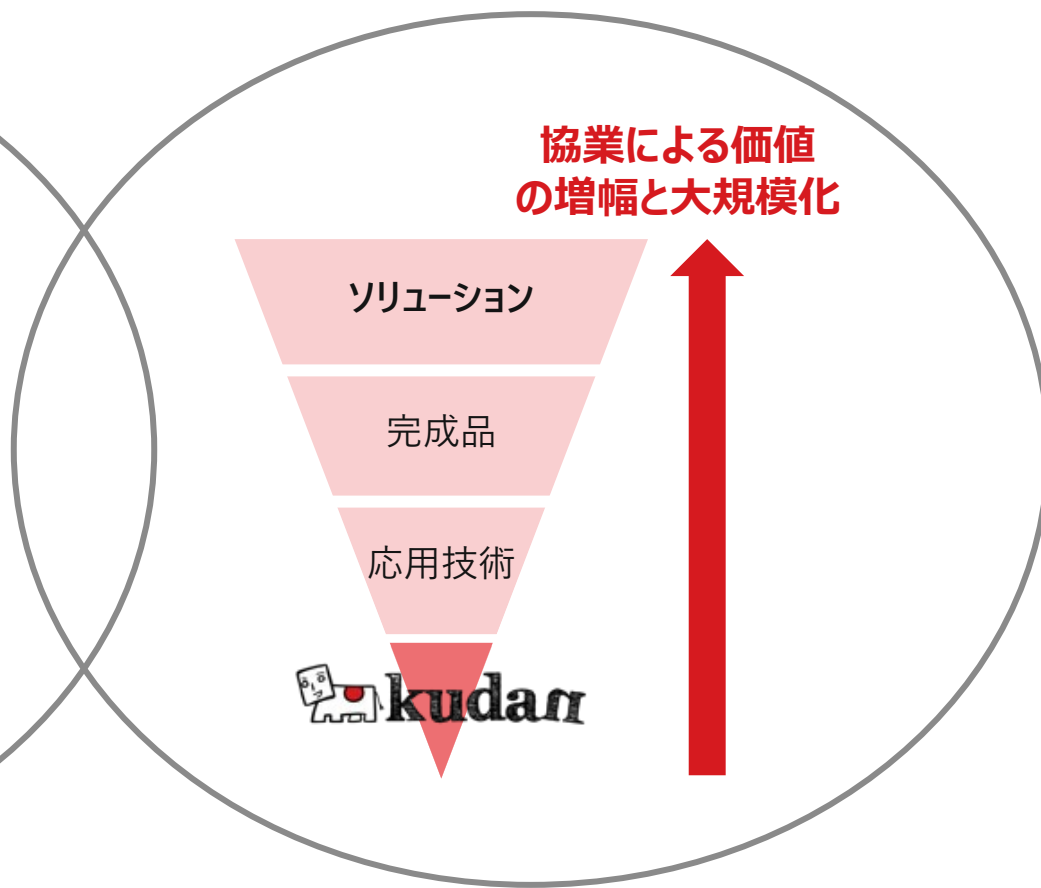 協業による価値
の増幅と大規模化
ソリューション
完成品
応用技術
kudan